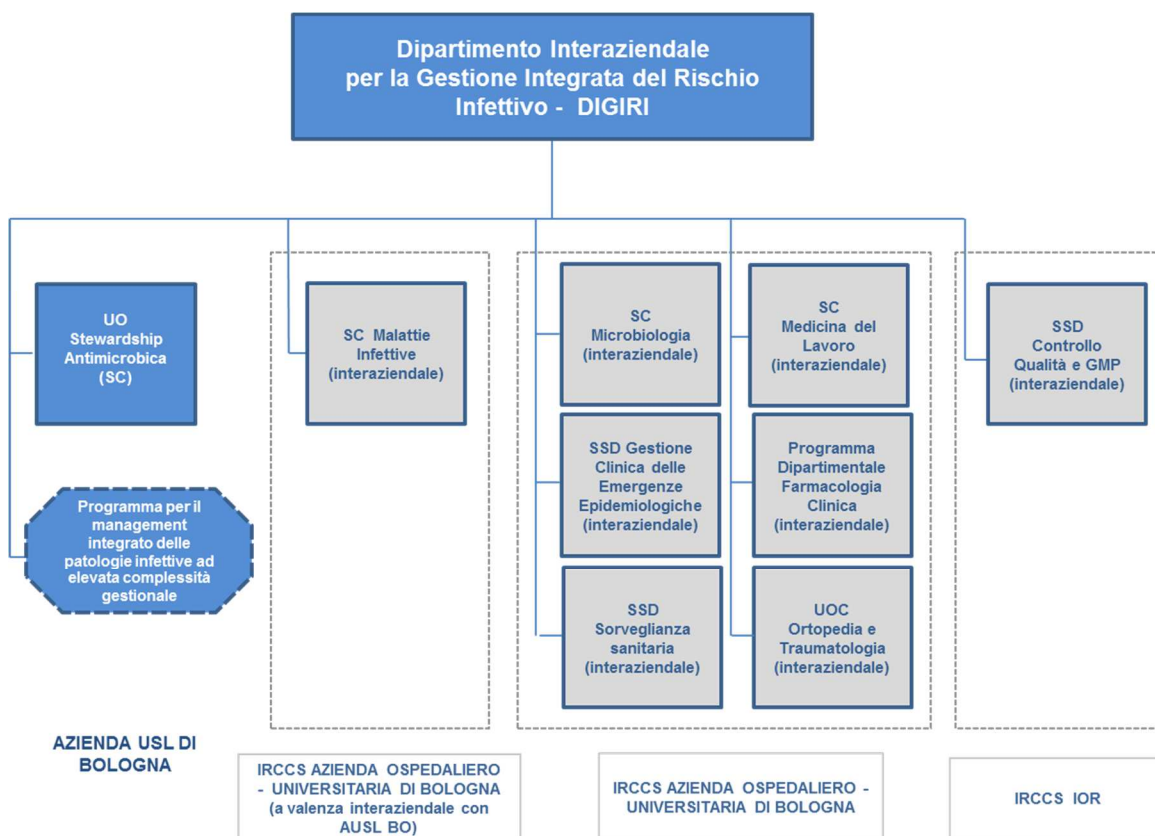 Dipartimento Interaziendale
per la Gestione Integrata del Rischio
Infettivo - DIGIRI
UO
Stewardship
Antimicrobica
(SC)
Programma per il
management
integrato delle
patologie infettive ad
elevata complessità
gestionale
AZIENDA USL DI
BOLOGNA
SC Malattie
Infettive
(interaziendale)
IRCCS AZIENDA OSPEDALIERO
- UNIVERSITARIA DI BOLOGNA
(a valenza interaziendale con
AUSL BO)
SC
Microbiologia
(interaziendale)
SSD Gestione
Clinica delle
Emergenze
Epidemiologiche
(interaziendale)
SSD
Sorveglianza
sanitaria
(interaziendale)
SC
Medicina del
Lavoro
(interaziendale)
Programma
Dipartimentale
Farmacologia
Clinica
(interaziendale)
UOC
Ortopedia e
Traumatologia
(interaziendale)
IRCCS AZIENDA OSPEDALIERO -
UNIVERSITARIA DI BOLOGNA
SSD
Controllo
Qualità e GMP
(interaziendale)
IRCCS IOR